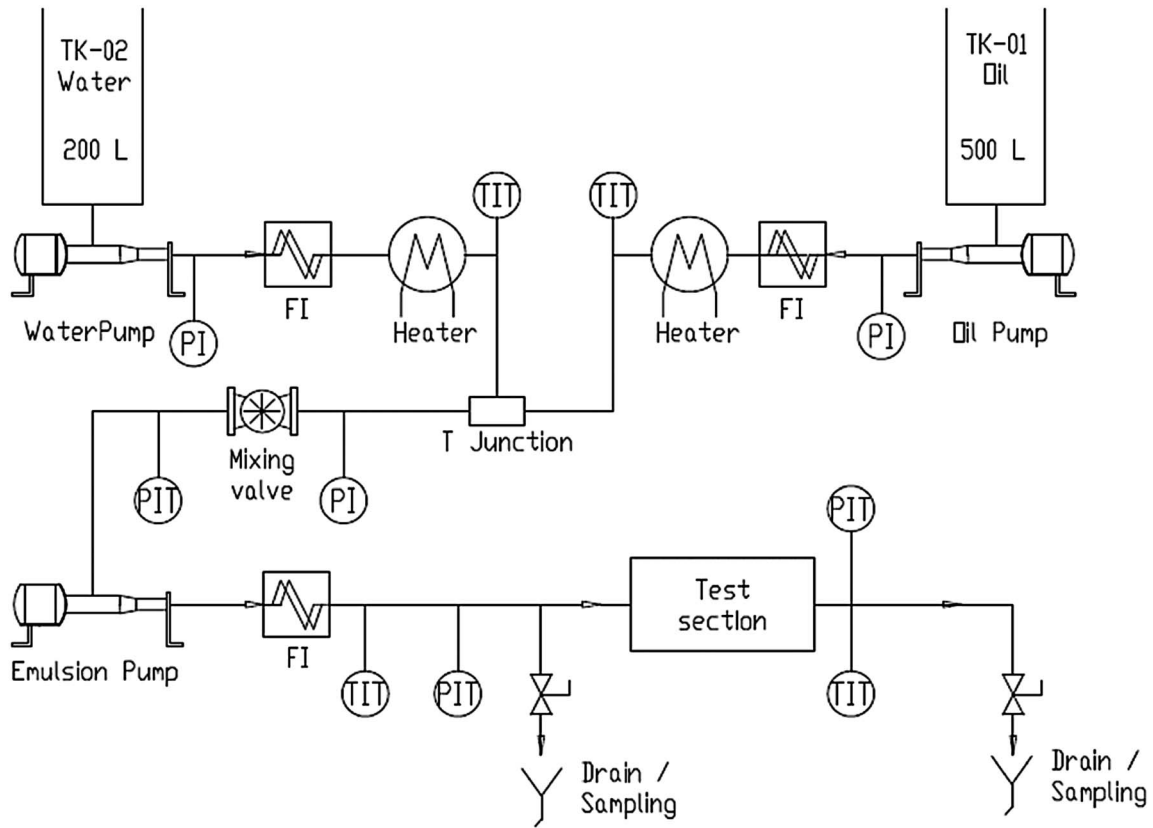 TK-02
Water
200 L
TK-01
Oil
500 L
TIT
TIT
FI
Heater
Heater
FI
WaterPump
PI
PI
Oil Pump
T Junction
Mixing
valve
PIT
PI
PIT
Test
section
FI
Emulsion Pump
TIT
PIT
TIT
Drain /
Sampling
Drain /
Sampling